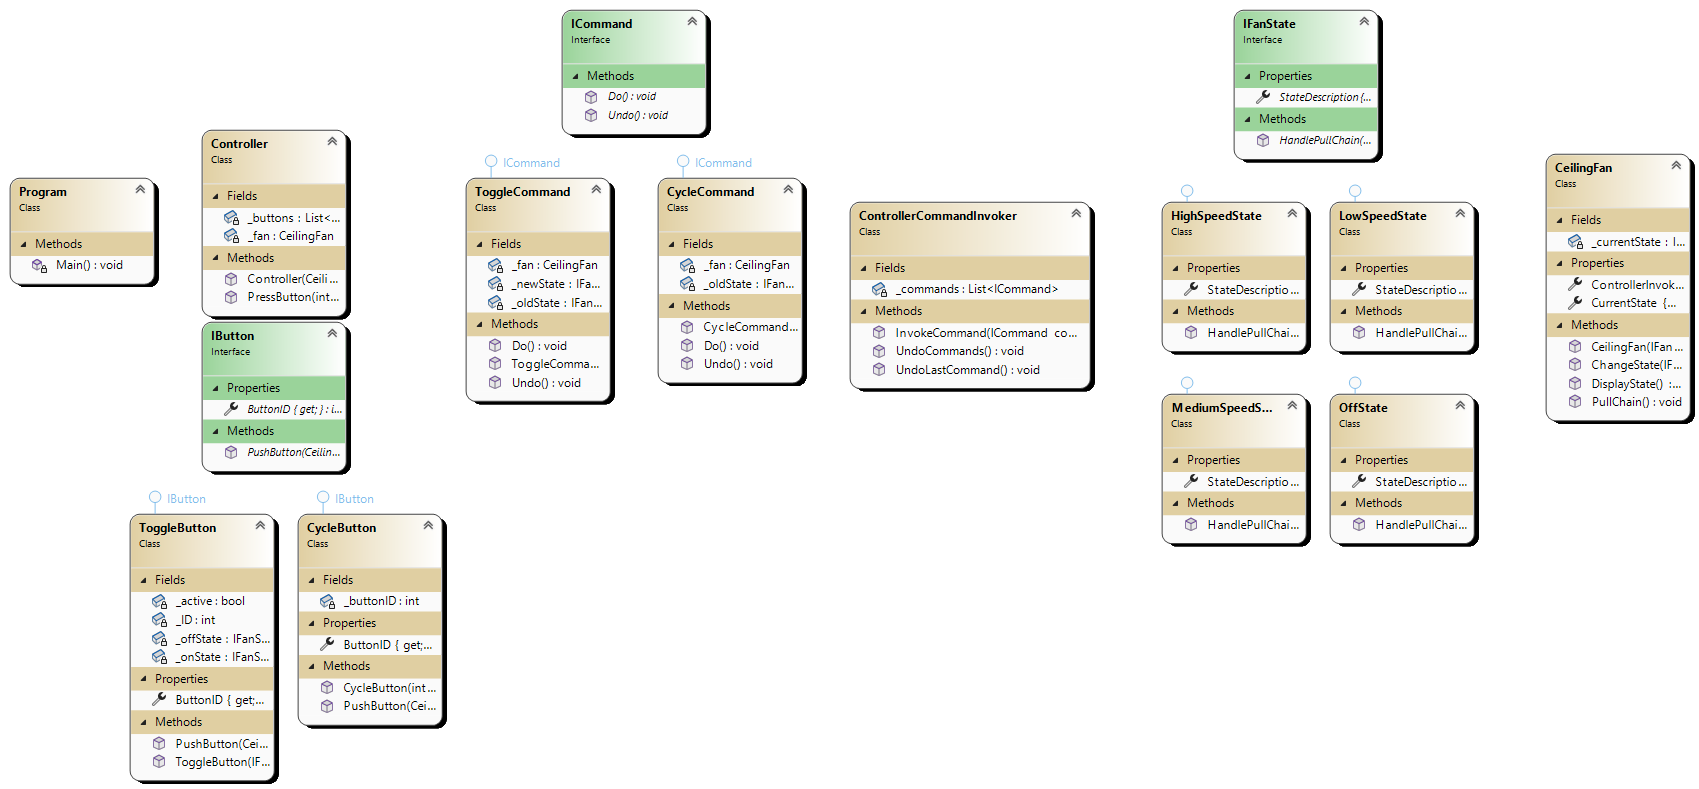 ICommand
Interface
Methods
Do() : void
Undo() : void
IFanState
Interface
Properties
StateDescription {...
Methods
HandlePullChain(...
Controller
Class
Fields
_buttons : List<...
_fan : CeilingFan
Methods
Controller(Ceili...
PressButton(int...
Program
Class
Methods
Main() : void
ICommand
ToggleCommand
Class
Fields
_fan : CeilingFan
_newState : IFa...
_oldState : IFan...
Methods
Do() : void
ToggleComma...
Undo() : void
ICommand
CycleCommand
Class
Fields
_fan : CeilingFan
_oldState : IFan...
Methods
CycleCommand...
Do() : void
Undo() : void
ControllerCommandInvoker
Class
Fields
_commands : List<ICommand>
Methods
InvokeCommand(ICommand co...
UndoCommands() : void
UndoLastCommand() : void
HighSpeedState
Class
Properties
StateDescriptio...
Methods
HandlePullChai...
LowSpeedState
Class
Properties
StateDescriptio...
Methods
HandlePullChai...
CeilingFan
Class
Fields
_currentState : I...
Properties
ControllerInvok...
CurrentState {...
Methods
CeilingFan(IFan...
ChangeState(IF...
DisplayState() :...
PullChain() : void
IButton
Interface
Properties
ButtonID { get; } : i...
Methods
PushButton(Ceilin...
MediumSpeedS...
Class
Properties
StateDescriptio...
Methods
HandlePullChai...
OffState
Class
Properties
StateDescriptio...
Methods
HandlePullChai...
IButton
ToggleButton
Class
Fields
_active : bool
_ID : int
_offState : IFanS...
_onState : IFanS...
Properties
ButtonID { get;...
Methods
PushButton(Cei...
ToggleButton(IF...
IButton
CycleButton
Class
Fields
_buttonID : int
Properties
ButtonID { get;...
Methods
CycleButton(int...
PushButton(Cei...